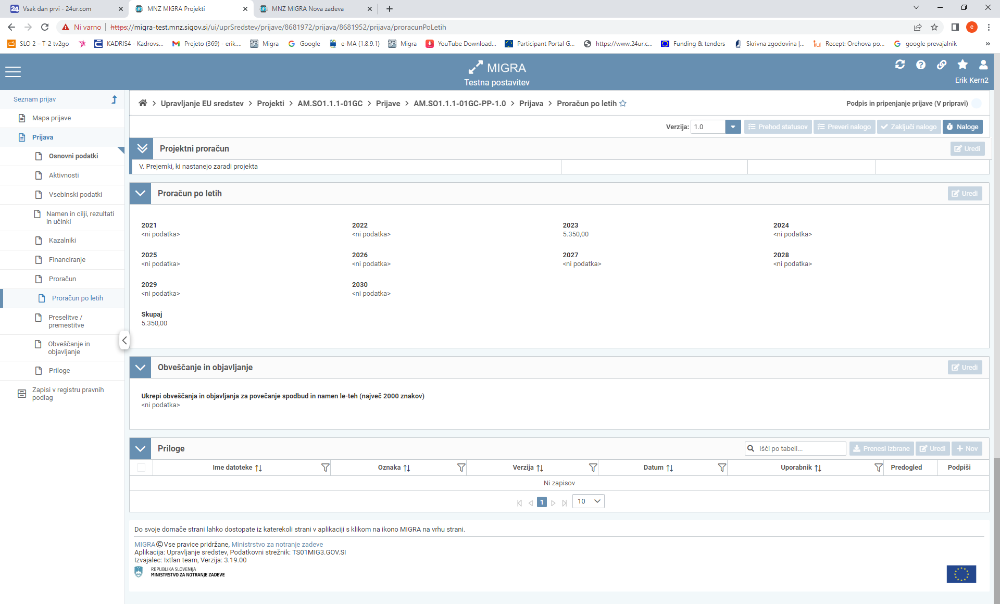 Vsak dan prvi - 24ur.com
MNZ MIGRA Projekti
MNZ MIGRA Nova zadeva
Ni varno
https://migra-test.mnz.sigov.si/ui/uprSredstev/prijave/8681972/prijava/8681952/prijava/proracunPoLetih
e
SLO 2 – T-2 tv2go
KADRIS4 - Kadrovs...
Prejeto (369) - erik....
Migra
Google
e-MA (1.8.9.1)
Migra
YouTube Download...
Participant Portal G...
https://www.24ur.c...
Funding & tenders
Skrivna zgodovina |...
Recept: Orehova po...
google prevajalnik
MIGRA
Testna postavitev
Erik Kern2
Seznam prijav
Mapa prijave
Prijava
Osnovni podatki
Aktivnosti
Vsebinski podatki
Namen in cilji, rezultati
in učinki
Kazalniki
Financiranje
Proračun
Proračun po letih
Preselitve /
premestitve
Obveščanje in
objavljanje
Priloge
Zapisi v registru pravnih
podlag
Upravljanje EU sredstev > Projekti > AM.SO1.1.1-01GC > Prijave > AM.SO1.1.1-01GC-PP-1.0 > Prijava > Proračun po letih
Podpis in pripenjanje prijave (V pripravi)
Verzija: 1.0 Prehod statusov Preveri nalogo Zaključi nalogo Naloge
Projektni proračun Uredi
V. Prejemki, ki nastanejo zaradi projekta
Proračun po letih Uredi
2021 2022 2023 2024
<ni podatka> <ni podatka> 5.350,00 <ni podatka>
2025 2026 2027 2028
<ni podatka> <ni podatka> <ni podatka> <ni podatka>
2029 2030
<ni podatka> <ni podatka>
Skupaj
5.350,00
Obveščanje in objavljanje Uredi
Ukrepi obveščanja in objavljanja za povečanje spodbud in namen le-teh (največ 2000 znakov)
<ni podatka>
Priloge Išči po tabeli... Prenesi izbrane Uredi + Nov
Ime datoteke Oznaka Verzija Datum Uporabnik Predogled Podpiši
Ni zapisov
1 10
Do svoje domače strani lahko dostopate iz katerekoli strani v aplikaciji s klikom na ikono MIGRA na vrhu strani.
MIGRA © Vse pravice pridržane, Ministrstvo za notranje zadeve
Aplikacija: Upravljanje sredstev, Podatkovni strežnik: TS01MIG3.GOV.SI
Izvajalec: Ixtlan team, Verzija: 3.19.00
REPUBLIKA SLOVENIJA
MINISTRSTVO ZA NOTRANJE ZADEVE